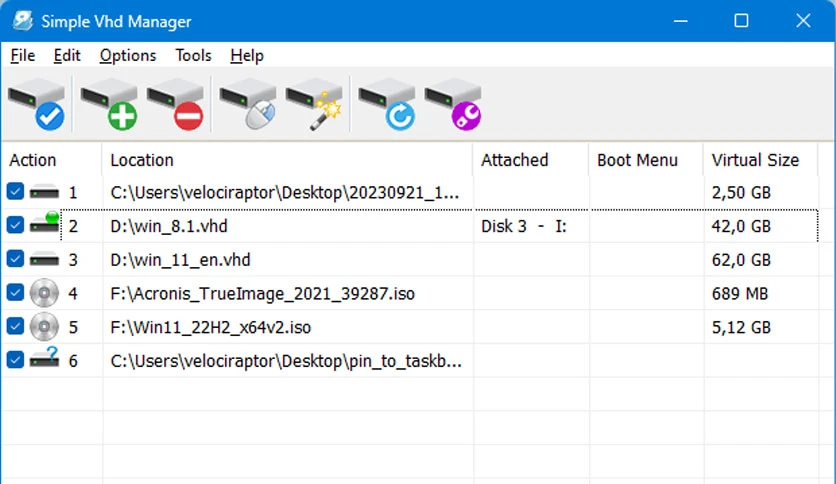 Simple Vhd Manager
File Edit Options Tools Help
Action Location Attached Boot Menu Virtual Size
1 C:\Users\velociraptor\Desktop\20230921_1... 2,50 GB
2 D:\win_8.1.vhd Disk 3 - I: 42,0 GB
3 D:\win_11_en.vhd 62,0 GB
4 F:\Acronis_TrueImage_2021_39287.iso 689 MB
5 F:\Win11_22H2_x64v2.iso 5,12 GB
6 C:\Users\velociraptor\Desktop\pin_to_taskb...